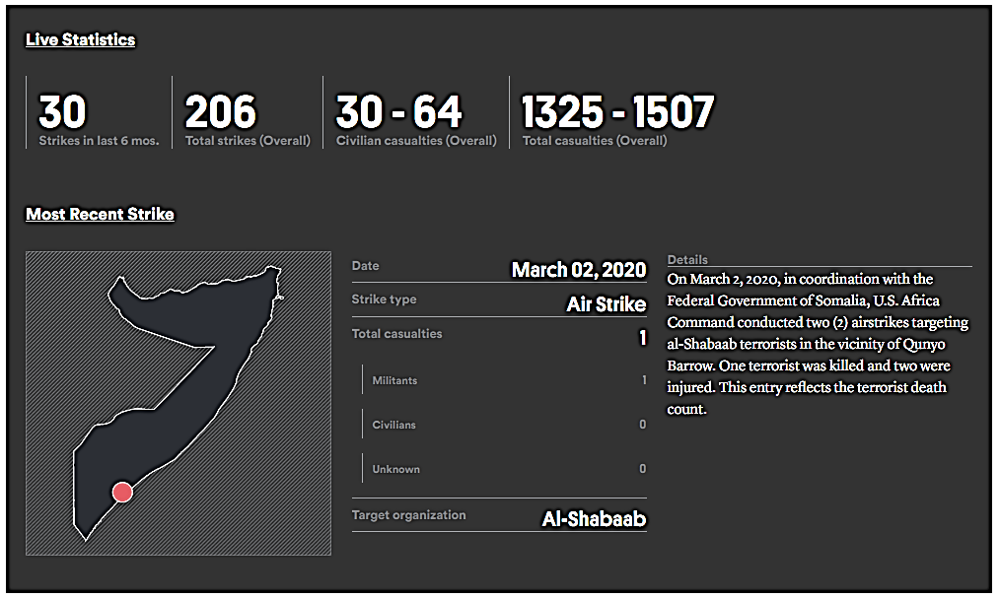 Live Statistics
30
Strikes in last 6 mos.
206
Total strikes (Overall)
30 - 64
Civilian casualties (Overall)
1325 - 1507
Total casualties (Overall)
Most Recent Strike
Date
March 02, 2020
Strike type
Air Strike
Total casualties
1
Militants
1
Civilians
0
Unknown
0
Target organization
Al-Shabaab
Details
On March 2, 2020, in coordination with the
Federal Government of Somalia, U.S. Africa
Command conducted two (2) airstrikes targeting
al-Shabaab terrorists in the vicinity of Qunyo
Barrow. One terrorist was killed and two were
injured. This entry reflects the terrorist death
count.